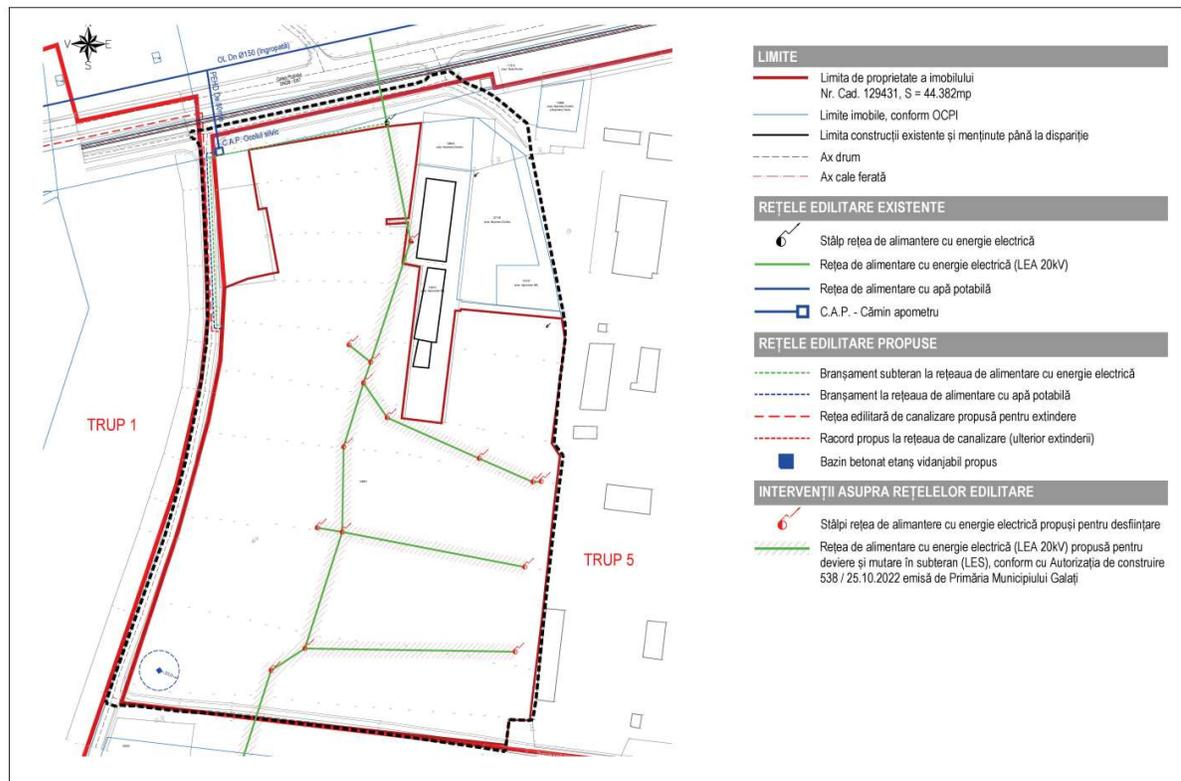 V
E
S
OL Dn Ø150 (îngropată)
C.A.P. Ocolul silvic
TRUP 1
TRUP 5
LIMITE
Limita de proprietate a imobilului
Nr. Cad. 129431, S = 44.382mp
Limite imobile, conform OCPI
Limita construcții existente și menținute până la dispariție
Ax drum
Ax cale ferată
REȚELE EDILITARE EXISTENTE
Stâlp rețea de alimantere cu energie electrică
Rețea de alimentare cu energie electrică (LEA 20kV)
Rețea de alimentare cu apă potabilă
C.A.P. - Cămin apometru
REȚELE EDILITARE PROPUSE
Branșament subteran la rețeaua de alimentare cu energie electrică
Branșament la rețeaua de alimentare cu apă potabilă
Rețea edilitară de canalizare propusă pentru extindere
Racord propus la rețeaua de canalizare (ulterior extinderii)
Bazin betonat etanș vidanjabil propus
INTERVENȚII ASUPRA REȚELELOR EDILITARE
Stâlpi rețea de alimantere cu energie electrică propuși pentru desființare
Rețea de alimentare cu energie electrică (LEA 20kV) propusă pentru
deviere și mutare în subteran (LES), conform cu Autorizația de construire
538 / 25.10.2022 emisă de Primăria Municipiului Galați